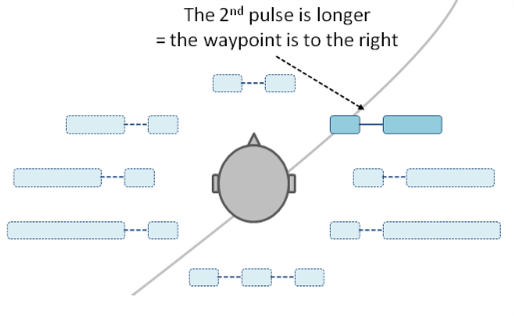 The 2nd pulse is longer
= the waypoint is to the right